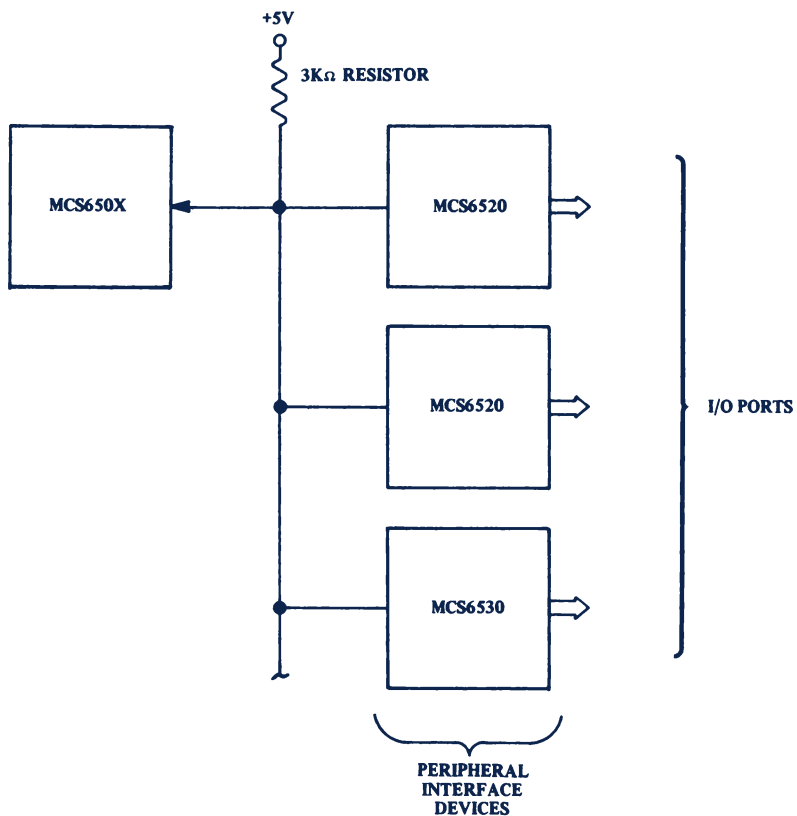 +5V
3KΩ RESISTOR
MCS650X
MCS6520
MCS6520
I/O PORTS
MCS6530
PERIPHERAL
INTERFACE
DEVICES